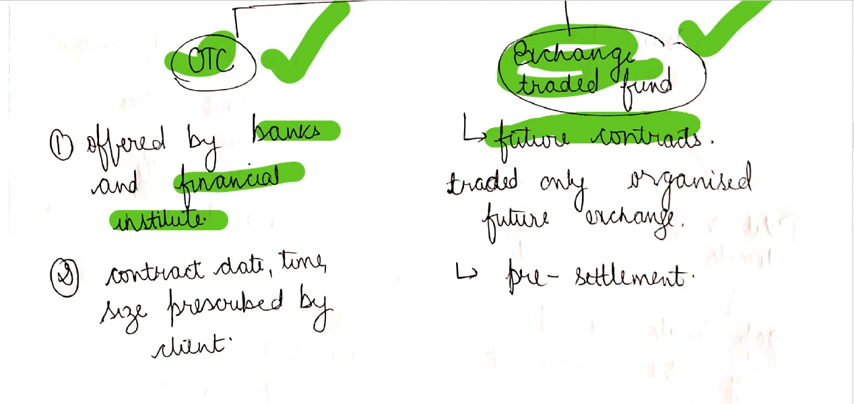 OTC
① offered by banks
and financial
institute.
② contract date, time,
size prescribed by
client.
Exchange
traded fund
↳ future contracts.
traded only organised
future exchange.
↳ pre-settlement.